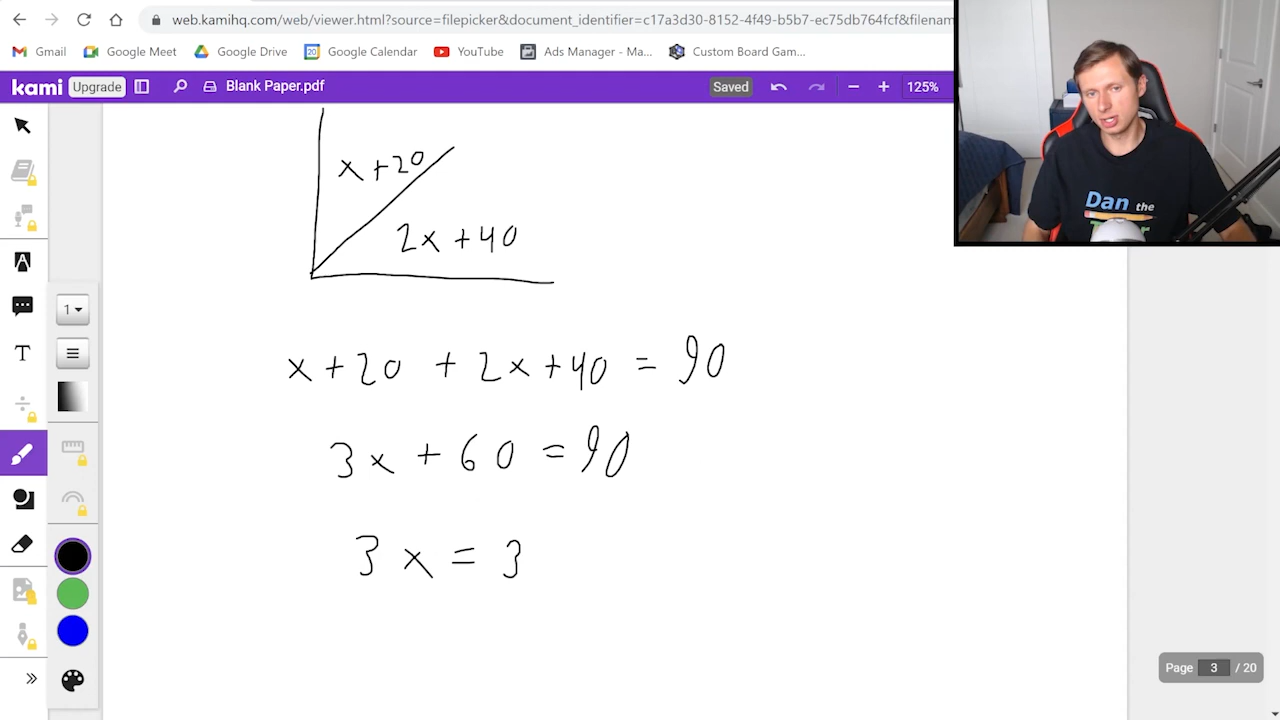 web.kamihq.com/web/viewer.html?source=filepicker&document_identifier=c17a3d30-8152-4f49-b5b7-ec75db764fcf&filenam
Gmail
Google Meet
Google Drive
20
Google Calendar
YouTube
Ads Manager - Ma...
Custom Board Gam...
kami
Upgrade
Blank Paper.pdf
Saved
125%
Dan the
x+20
2x+40
1
x+20 + 2x+40 = 90
3x + 60 = 90
3x = 3
Page 3 / 20